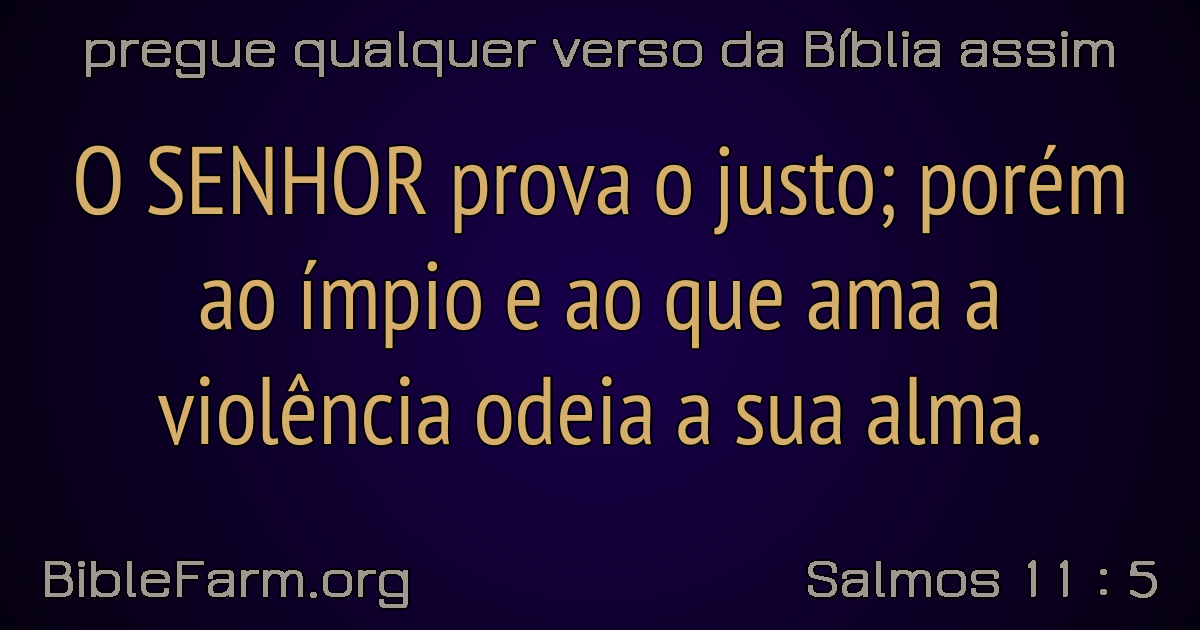 pregue qualquer verso da Bíblia assim
O SENHOR prova o justo; porém
ao ímpio e ao que ama a
violência odeia a sua alma.
BibleFarm.org
Salmos 11 : 5